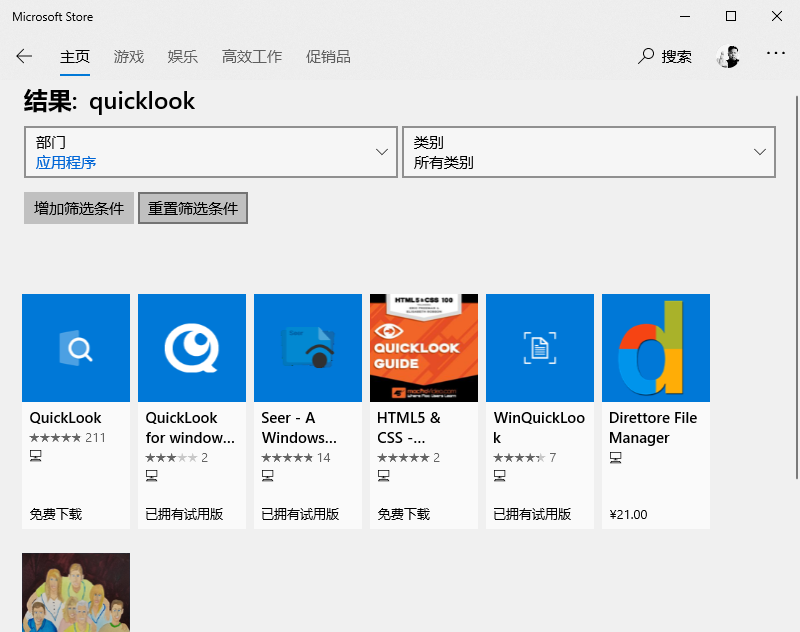 Microsoft Store
主页 游戏 娱乐 高效工作 促销品 搜索
结果: quicklook
部门
应用程序
类别
所有类别
增加筛选条件 重置筛选条件
QuickLook
211
免费下载
QuickLook
for window...
2
已拥有试用版
Seer
Seer - A
Windows...
14
已拥有试用版
HTML5 & CSS 100
QUICKLOOK
GUIDE
HTML5 &
CSS -...
2
免费下载
WinQuickLoo
k
7
已拥有试用版
Direttore File
Manager
¥21.00